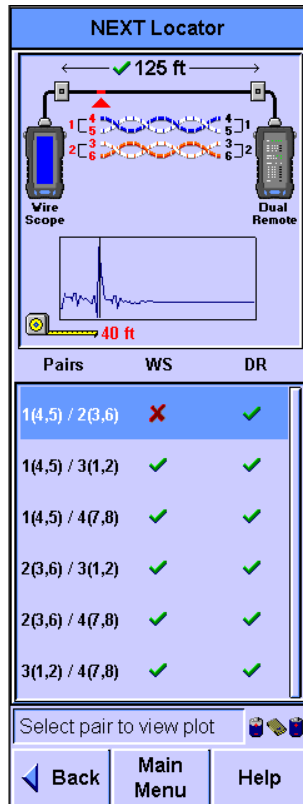 NEXT Locator
125 ft
1 4 5 4 5 1
2 3 6 3 6 2
Wire Scope
Dual Remote
40 ft
Pairs WS DR
1(4,5) / 2(3,6)
1(4,5) / 3(1,2)
1(4,5) / 4(7,8)
2(3,6) / 3(1,2)
2(3,6) / 4(7,8)
3(1,2) / 4(7,8)
Select pair to view plot
Back Main Menu Help